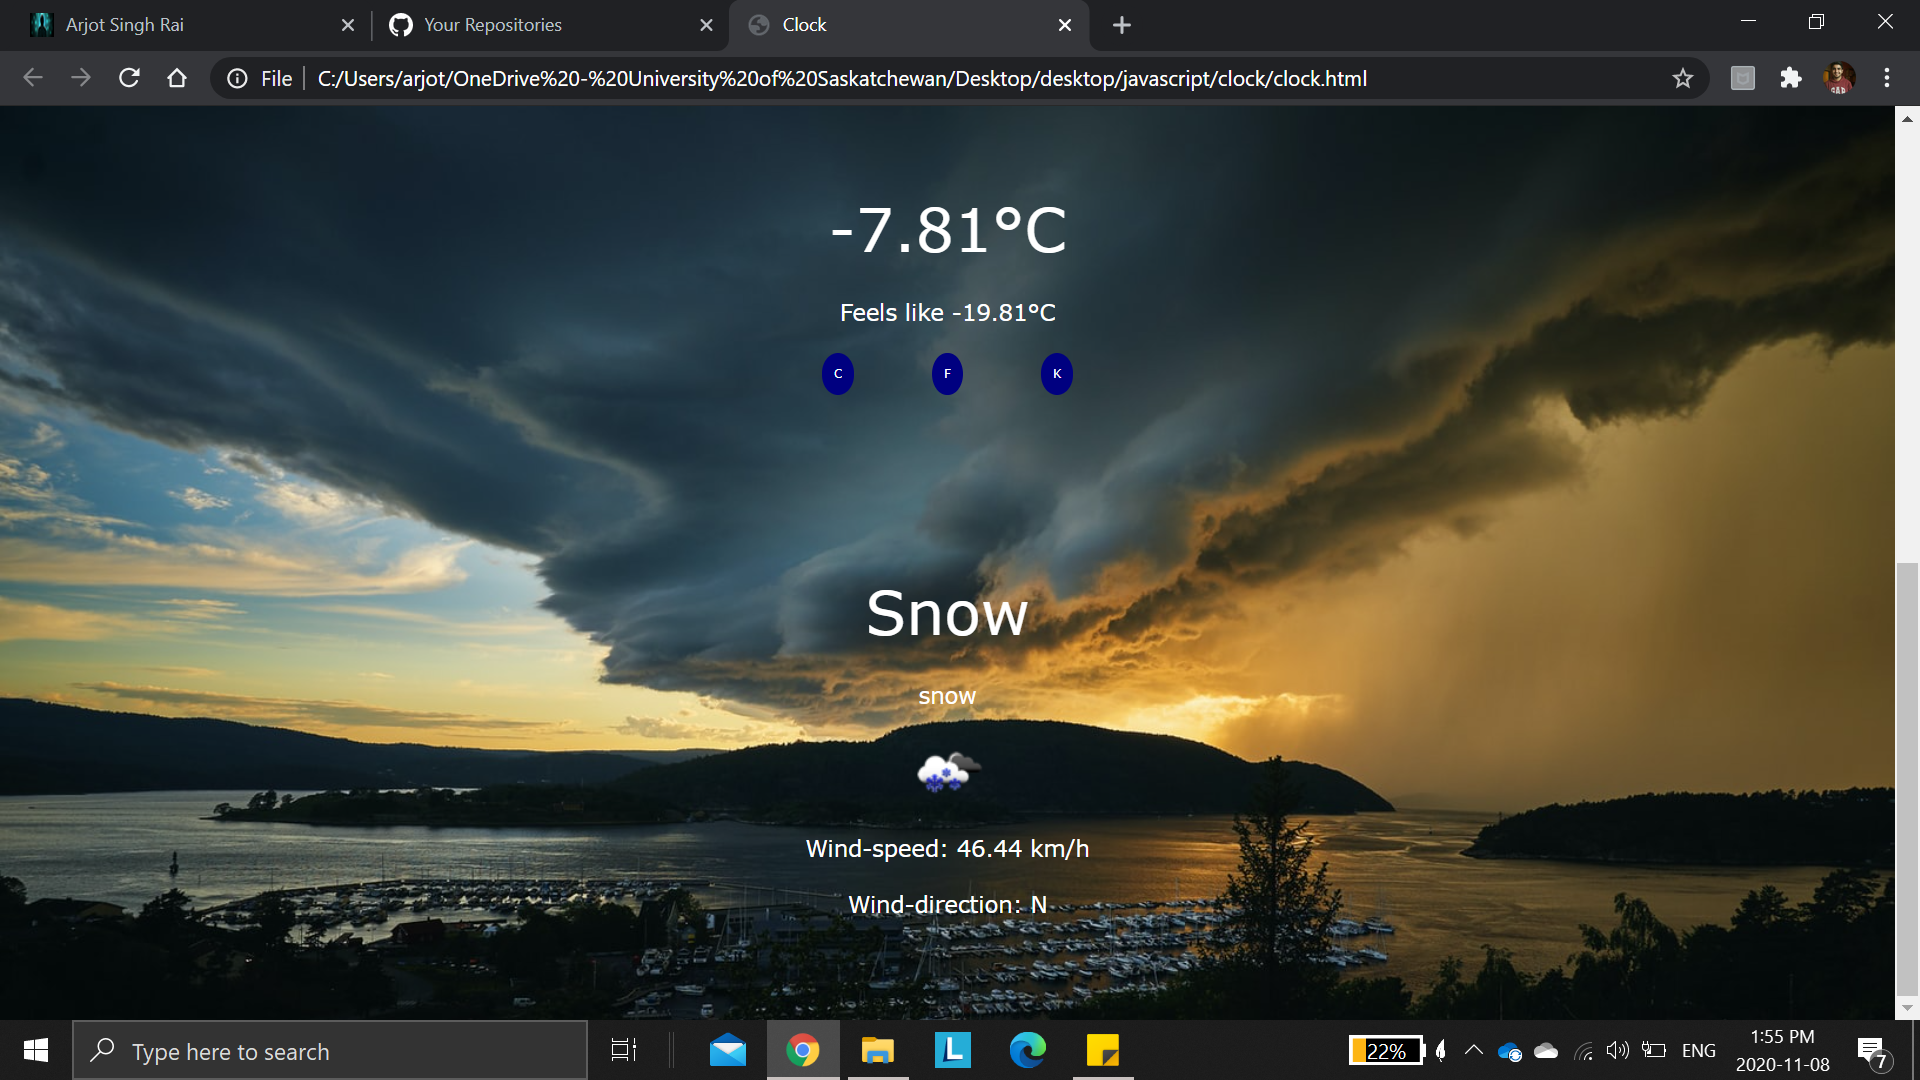 Arjot Singh Rai
Your Repositories
Clock
File
C:/Users/arjot/OneDrive%20-%20University%20of%20Saskatchewan/Desktop/desktop/javascript/clock/clock.html
-7.81°C
Feels like -19.81°C
C F K
Snow
snow
Wind-speed: 46.44 km/h
Wind-direction: N
Type here to search
L
22%
ENG
1:55 PM
2020-11-08
7